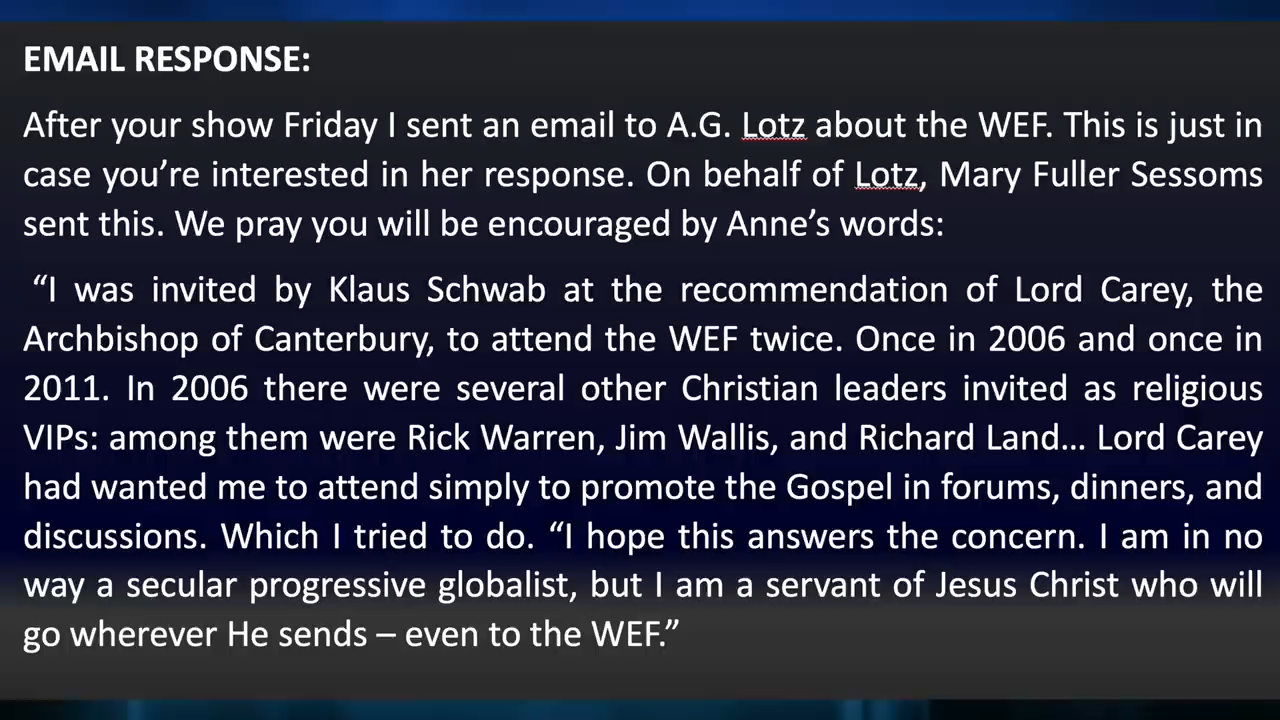 EMAIL RESPONSE:
After your show Friday I sent an email to A.G. Lotz about the WEF. This is just in
case you’re interested in her response. On behalf of Lotz, Mary Fuller Sessoms
sent this. We pray you will be encouraged by Anne’s words:
“I was invited by Klaus Schwab at the recommendation of Lord Carey, the
Archbishop of Canterbury, to attend the WEF twice. Once in 2006 and once in
2011. In 2006 there were several other Christian leaders invited as religious
VIPs: among them were Rick Warren, Jim Wallis, and Richard Land... Lord Carey
had wanted me to attend simply to promote the Gospel in forums, dinners, and
discussions. Which I tried to do. “I hope this answers the concern. I am in no
way a secular progressive globalist, but I am a servant of Jesus Christ who will
go wherever He sends – even to the WEF.”